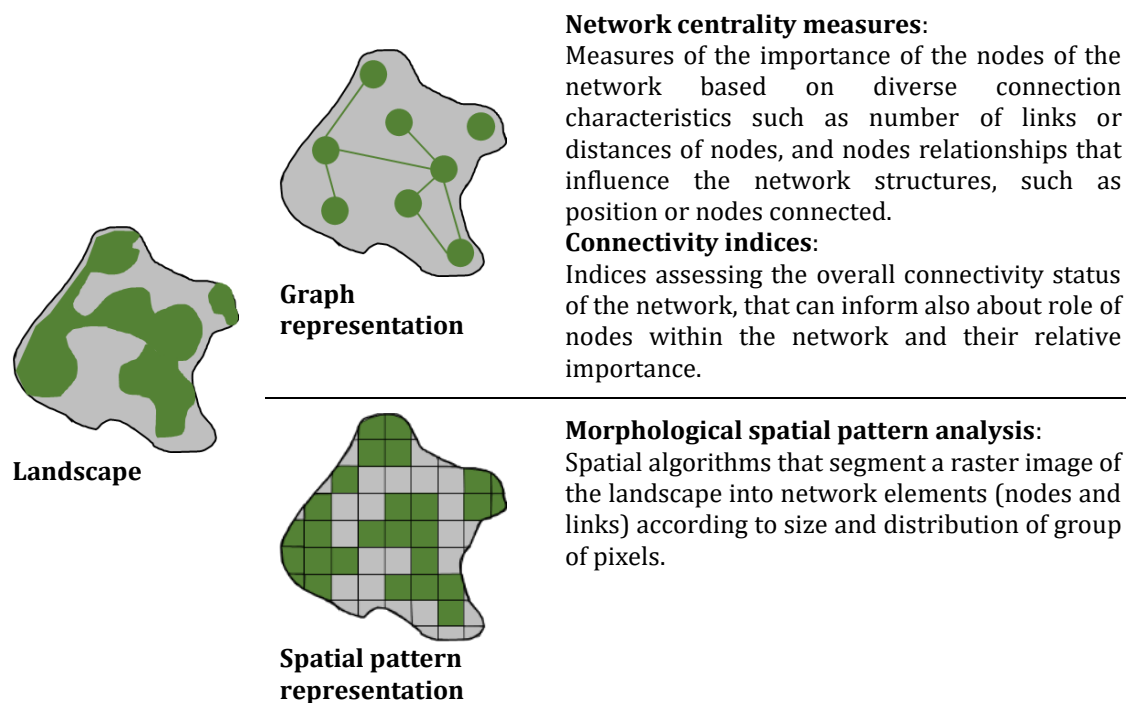 Network centrality measures:
Measures of the importance of the nodes of the
network based on diverse connection
characteristics such as number of links or
distances of nodes, and nodes relationships that
influence the network structures, such as
position or nodes connected.
Connectivity indices:
Indices assessing the overall connectivity status
of the network, that can inform also about role of
nodes within the network and their relative
importance.
Graph
representation
Landscape
Morphological spatial pattern analysis:
Spatial algorithms that segment a raster image of
the landscape into network elements (nodes and
links) according to size and distribution of group
of pixels.
Spatial pattern
representation